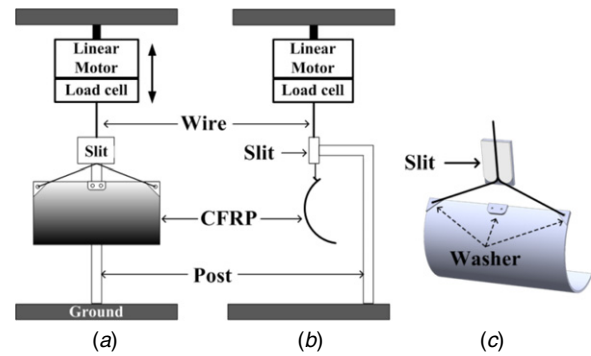 Linear
Motor
Load cell
Linear
Motor
Load cell
Wire
Slit
Slit
CFRP
Post
Ground
Slit
Washer
(a)
(b)
(c)